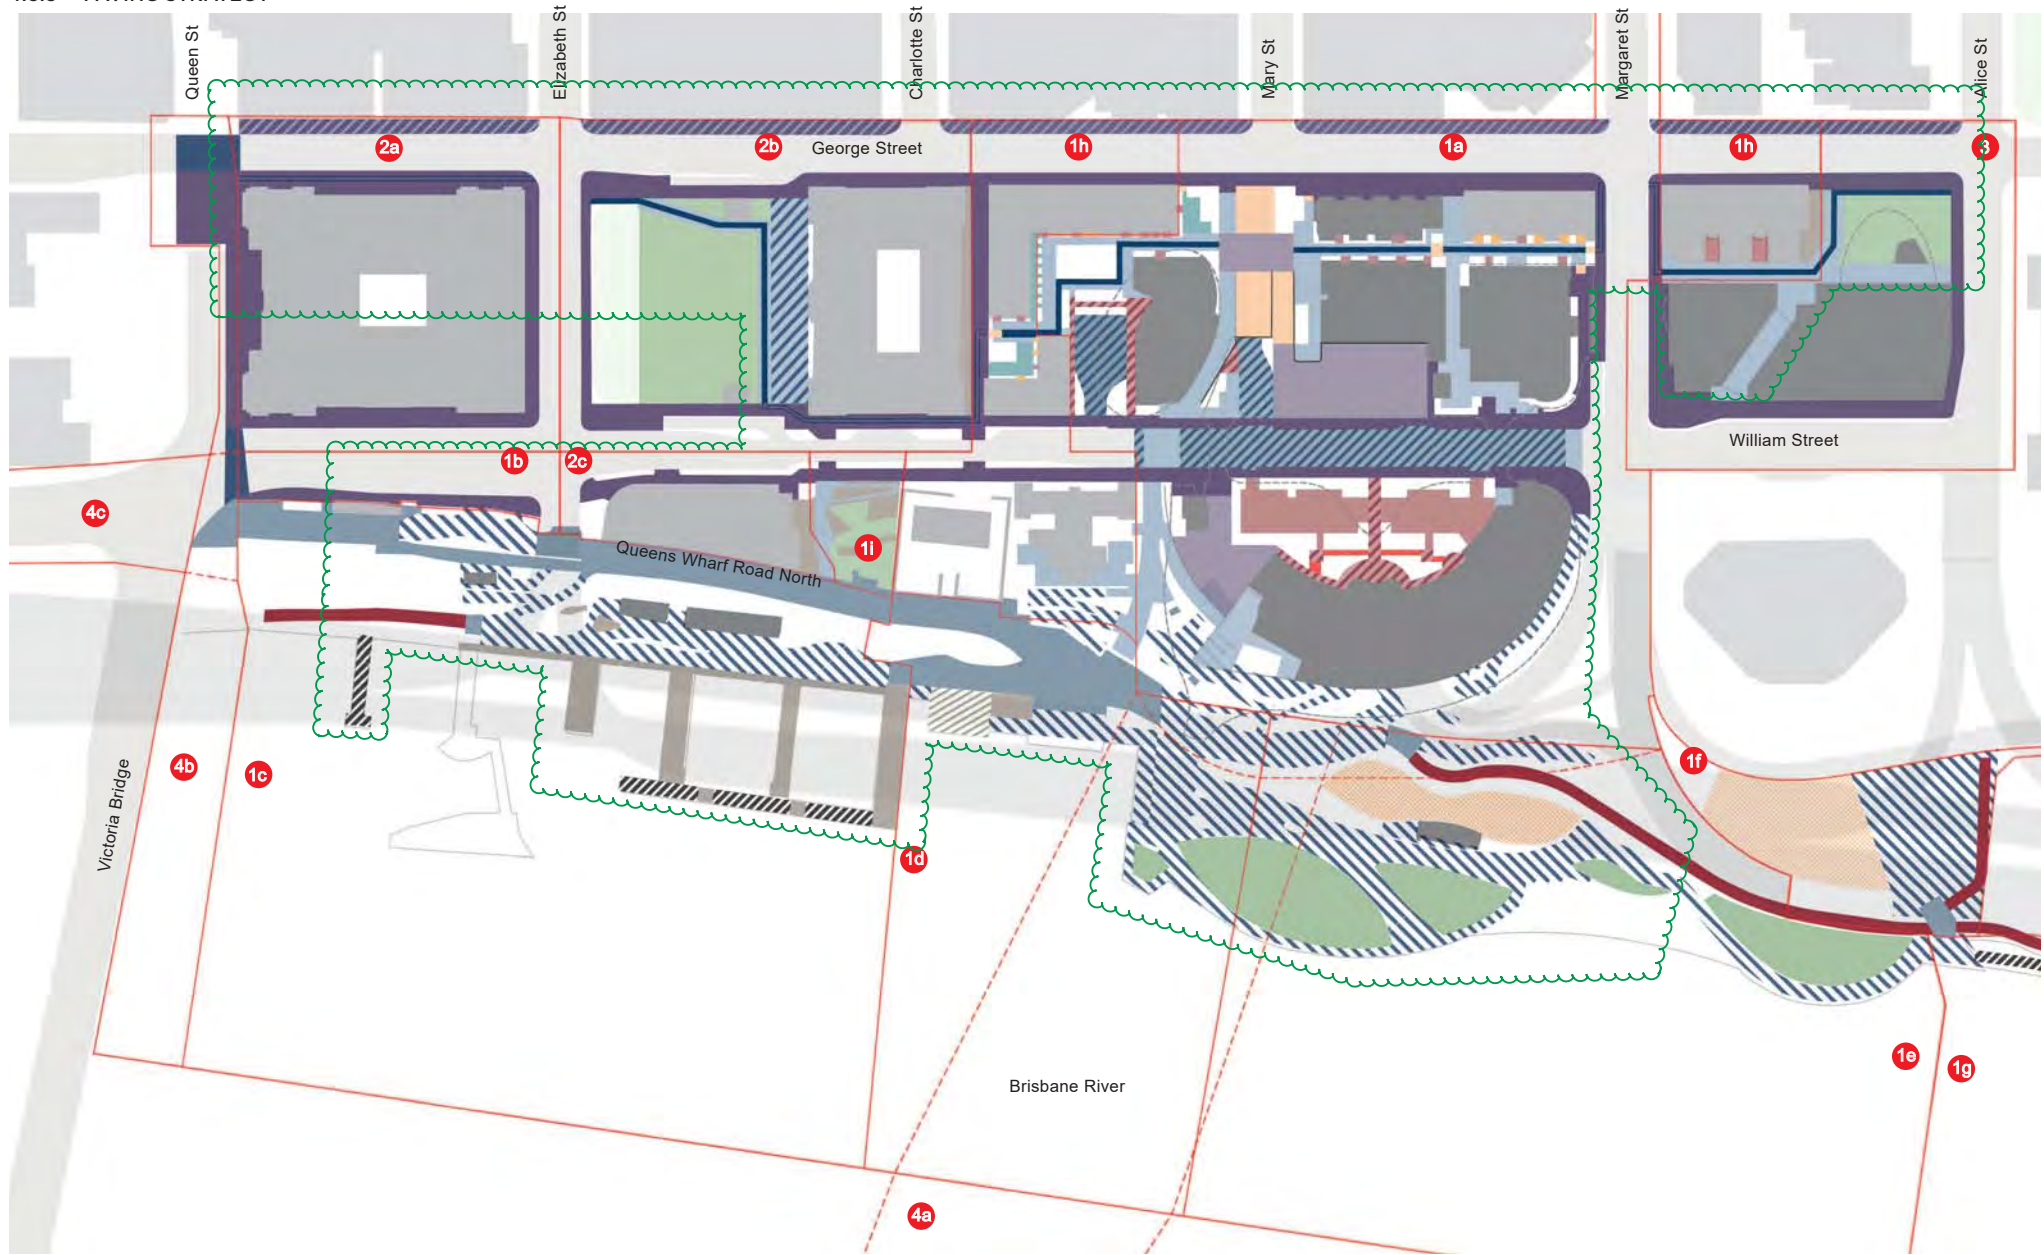 Queen St
Elizabeth St
Charlotte St
Mary St
Margaret St
Alice St
2a
2b
George Street
1h
1a
1h
3
William Street
1b
2c
4c
1i
Queens Wharf Road North
4b
1c
1f
Victoria Bridge
1d
1e
1g
Brisbane River
4a